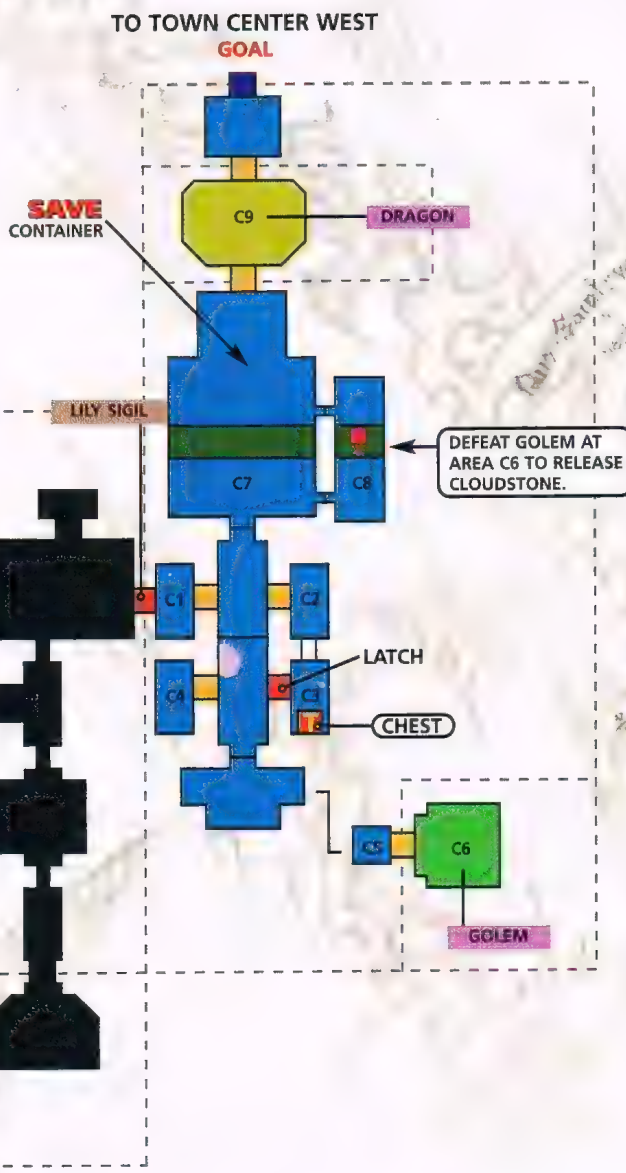 TO TOWN CENTER WEST
GOAL
C9
DRAGON
SAVE
CONTAINER
LILY SIGIL
DEFEAT GOLEM AT
AREA C6 TO RELEASE
CLOUDSTONE.
C7
C8
C1
C2
LATCH
C4
C3
CHEST
C5
C6
GOLEM